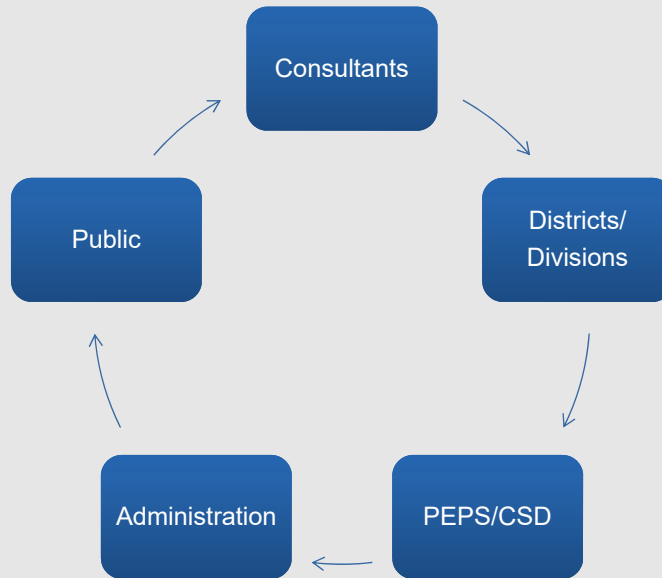 Consultants
Districts/
Divisions
PEPS/CSD
Administration
Public